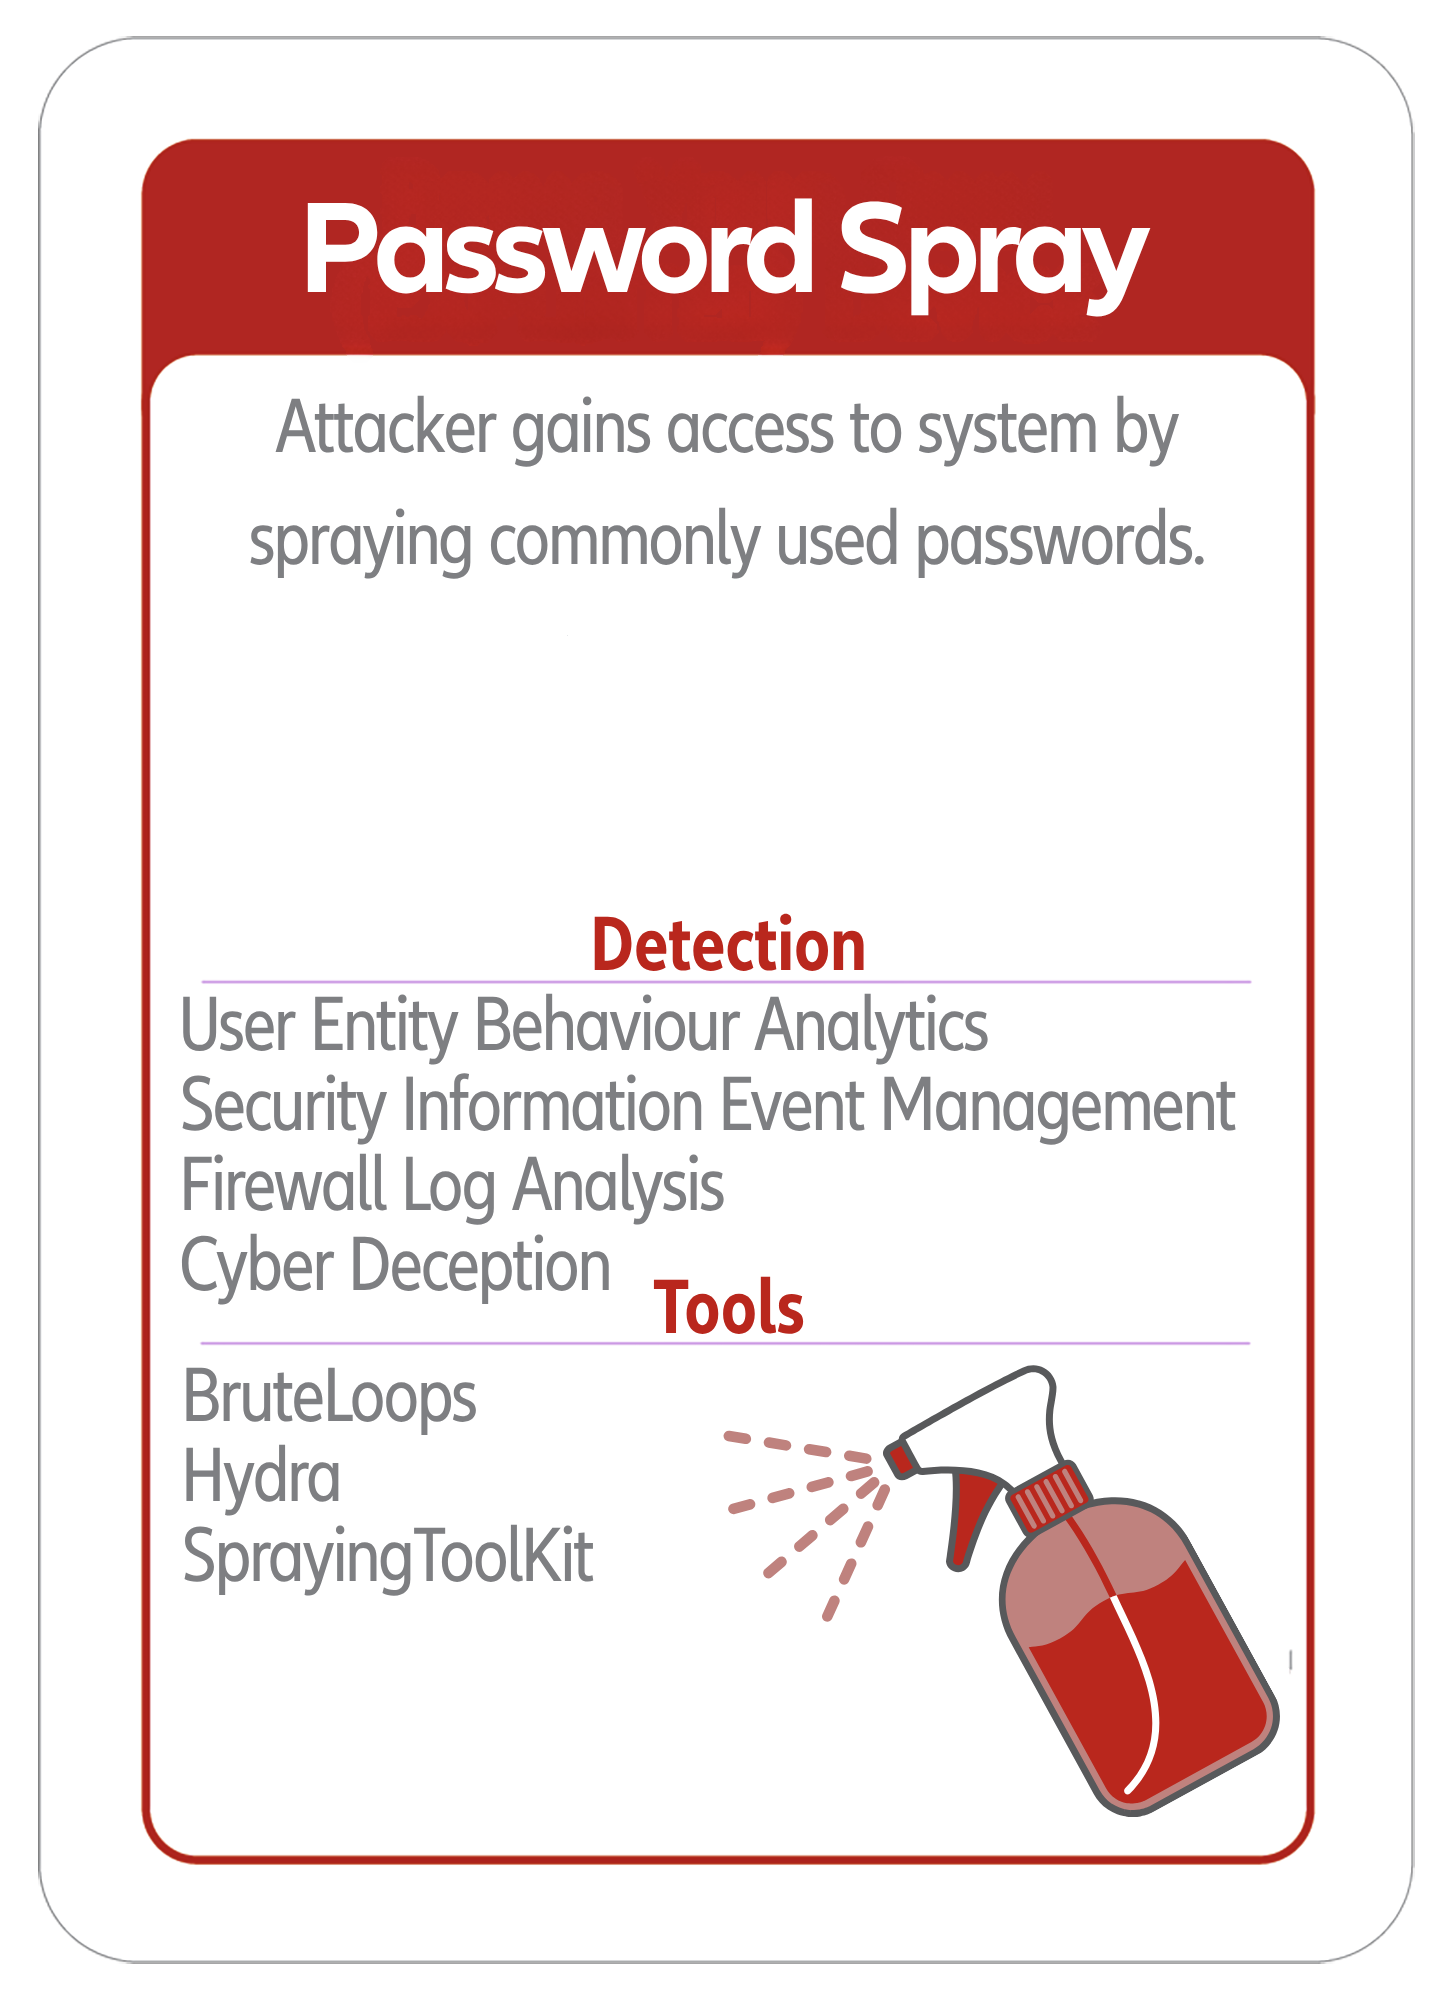 Password Spray
Attacker gains access to system by
spraying commonly used passwords.
Detection
User Entity Behaviour Analytics
Security Information Event Management
Firewall Log Analysis
Cyber Deception
Tools
BruteLoops
Hydra
SprayingToolKit